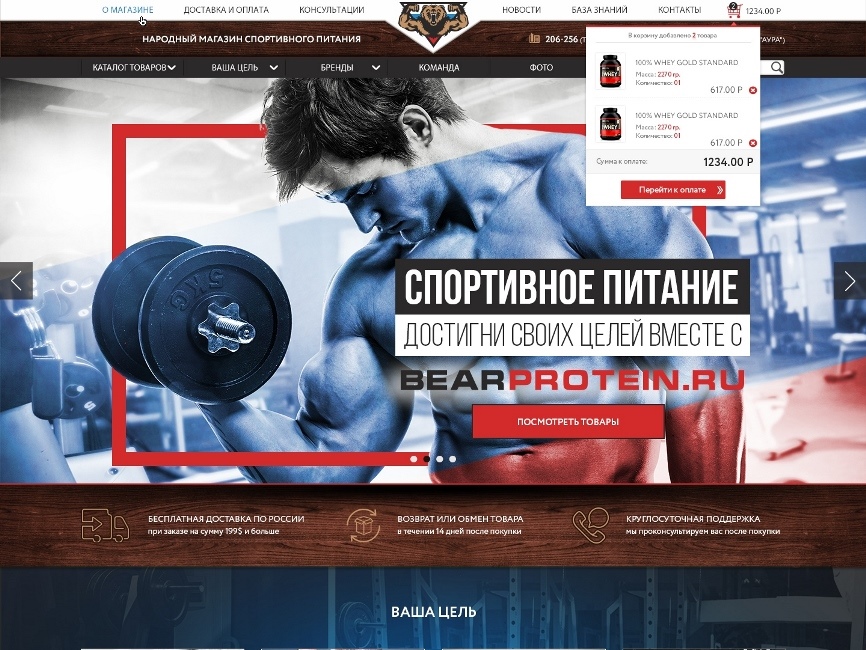 О МАГАЗИНЕ ДОСТАВКА И ОПЛАТА КОНСУЛЬТАЦИИ НОВОСТИ БАЗА ЗНАНИЙ КОНТАКТЫ 2 1234.00 Р
НАРОДНЫЙ МАГАЗИН СПОРТИВНОГО ПИТАНИЯ 206-256
КАТАЛОГ ТОВАРОВ ВАША ЦЕЛЬ БРЕНДЫ КОМАНДА ФОТО
В корзину добавлено 2 товара
100% WHEY GOLD STANDARD
Масса: 2270 гр.
Количество: 01
617.00 Р
WHEY
100% WHEY GOLD STANDARD
Масса: 2270 гр.
Количество: 01
617.00 Р
WHEY
Сумма к оплате: 1234.00 Р
Перейти к оплате
5KG
СПОРТИВНОЕ ПИТАНИЕ
ДОСТИГНИ СВОИХ ЦЕЛЕЙ ВМЕСТЕ С
BEARPROTEIN.RU
ПОСМОТРЕТЬ ТОВАРЫ
БЕСПЛАТНАЯ ДОСТАВКА ПО РОССИИ
при заказе на сумму 199$ и больше
ВОЗВРАТ ИЛИ ОБМЕН ТОВАРА
в течении 14 дней после покупки
КРУГЛОСУТОЧНАЯ ПОДДЕРЖКА
мы проконсультируем вас после покупки
ВАША ЦЕЛЬ